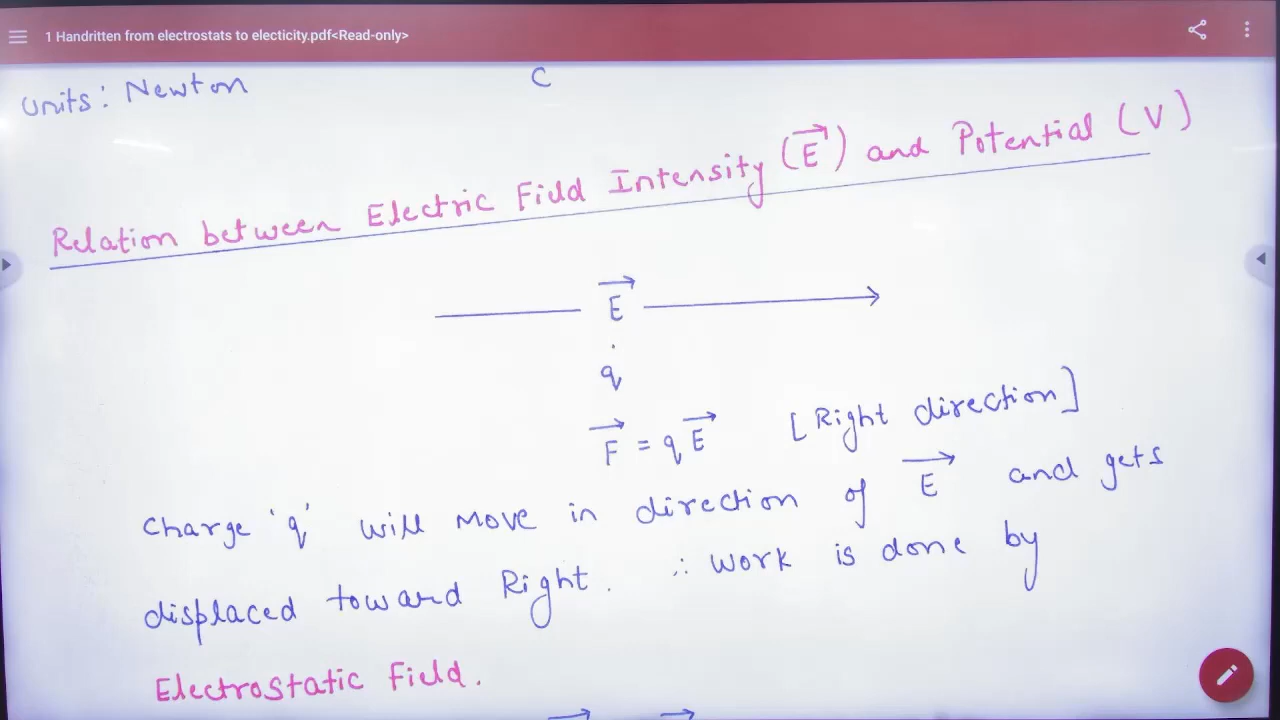 1 Handritten from electrostats to electicity.pdf<Read-only>
Units: Newton C
Relation between Electric Field Intensity (E⃗) and Potential (V)
E⃗
q
F⃗ = qE⃗ [Right direction]
Charge 'q' will move in direction of E⃗ and gets
displaced toward Right. ∴ work is done by
Electrostatic Field.